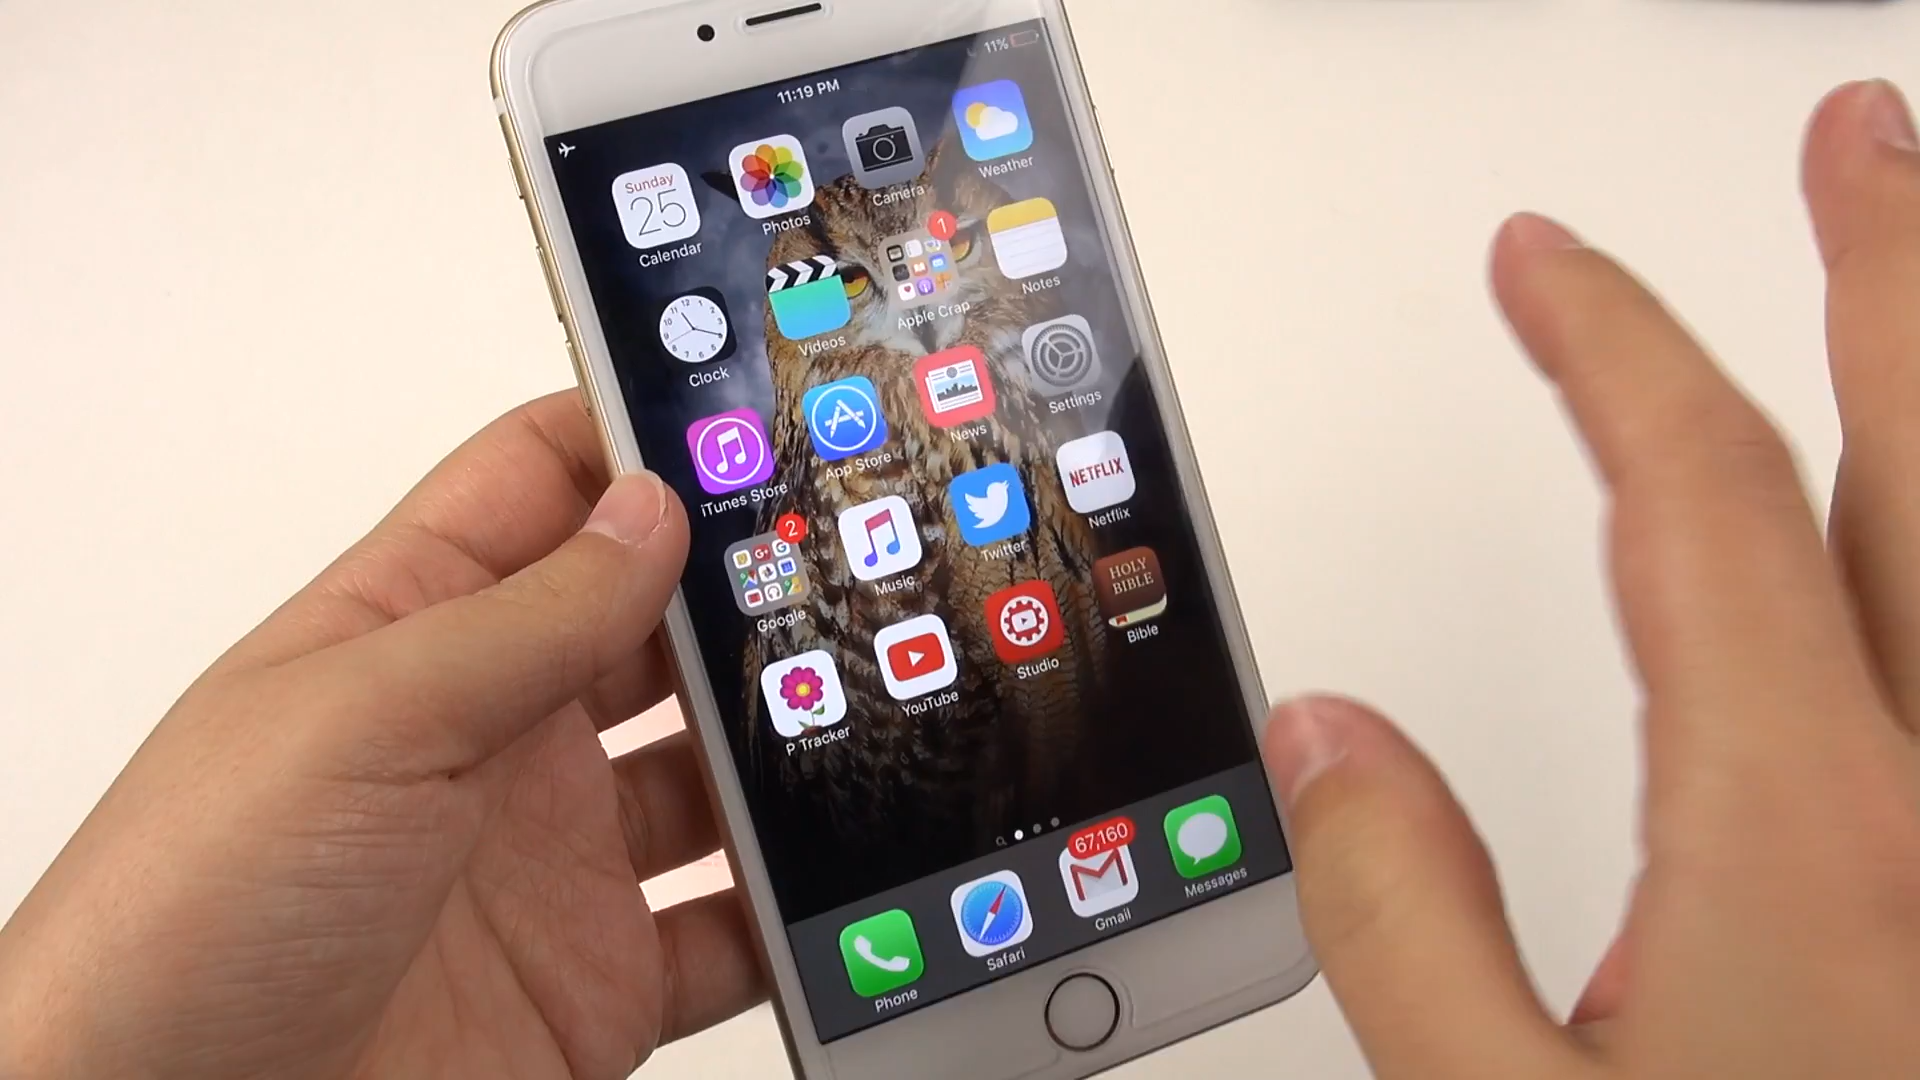 11%
11:19 PM
Sunday
25
Calendar
Photos
Camera
Weather
Clock
Videos
1
Apple Crap
Notes
iTunes Store
App Store
News
Settings
2
Google
Music
Twitter
NETFLIX
Netflix
P Tracker
YouTube
Studio
HOLY
BIBLE
Bible
Phone
Safari
67,160
Gmail
Messages